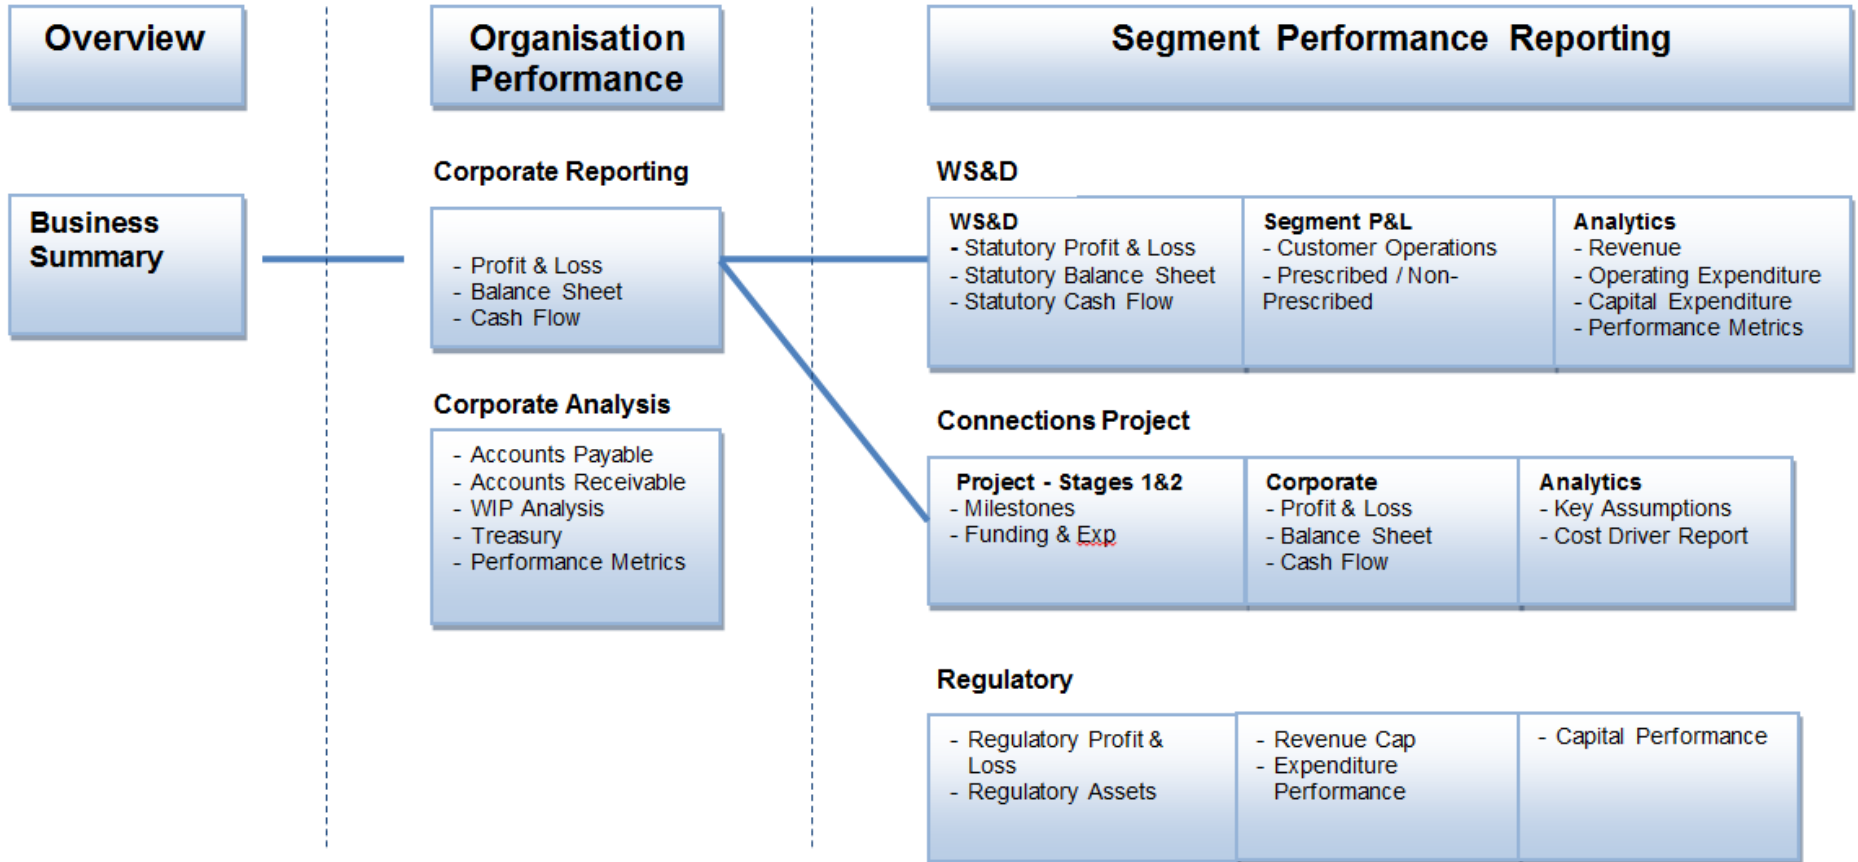 Overview
Organisation
Performance
Segment Performance Reporting
Business
Summary
Corporate Reporting
- Profit & Loss
- Balance Sheet
- Cash Flow
Corporate Analysis
- Accounts Payable
- Accounts Receivable
- WIP Analysis
- Treasury
- Performance Metrics
WS&D
WS&D
- Statutory Profit & Loss
- Statutory Balance Sheet
- Statutory Cash Flow
Segment P&L
- Customer Operations
- Prescribed / Non-
Prescribed
Analytics
- Revenue
- Operating Expenditure
- Capital Expenditure
- Performance Metrics
Connections Project
Project - Stages 1&2
- Milestones
- Funding & Exp
Corporate
- Profit & Loss
- Balance Sheet
- Cash Flow
Analytics
- Key Assumptions
- Cost Driver Report
Regulatory
- Regulatory Profit &
Loss
- Regulatory Assets
- Revenue Cap
- Expenditure
Performance
- Capital Performance